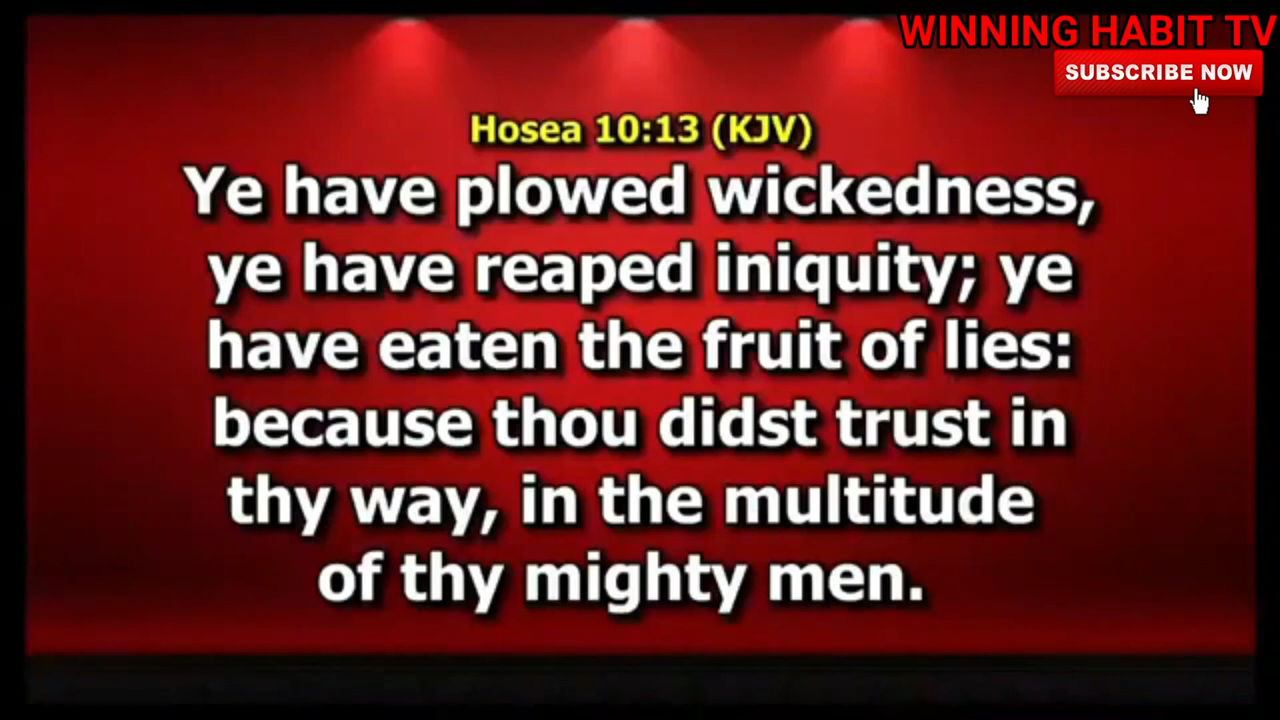 WINNING HABIT TV
SUBSCRIBE NOW
Hosea 10:13 (KJV)
Ye have plowed wickedness,
ye have reaped iniquity; ye
have eaten the fruit of lies:
because thou didst trust in
thy way, in the multitude
of thy mighty men.